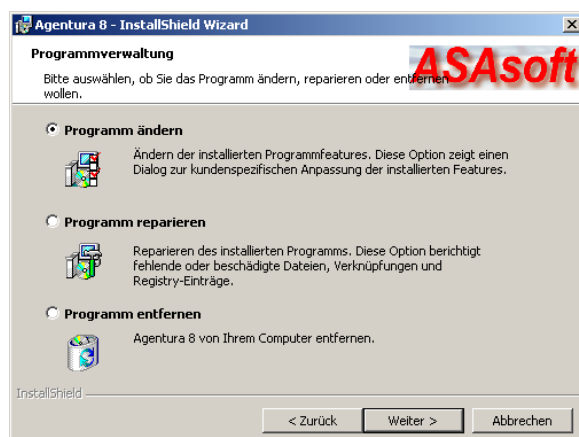 Agentura 8 - InstallShield Wizard
Programmverwaltung
ASAsoft
Bitte auswählen, ob Sie das Programm ändern, reparieren oder entfernen
wollen.
Programm ändern
Ändern der installierten Programmfeatures. Diese Option zeigt einen
Dialog zur kundenspezifischen Anpassung der installierten Features.
Programm reparieren
Reparieren des installierten Programms. Diese Option berichtigt
fehlende oder beschädigte Dateien, Verknüpfungen und
Registry-Einträge.
Programm entfernen
Agentura 8 von Ihrem Computer entfernen.
InstallShield
< Zurück
Weiter >
Abbrechen